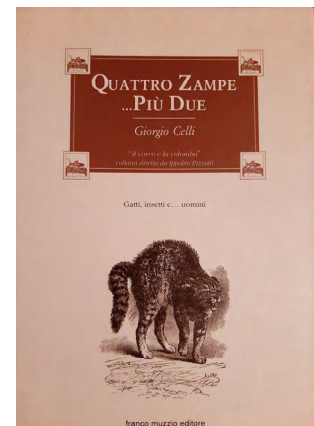 QUATTRO ZAMPE
...PIÙ DUE
Giorgio Celli
"il corvo e la colomba"
collana diretta da Ippolito Pizzetti
Gatti, insetti e... uomini
franco muzzio editore